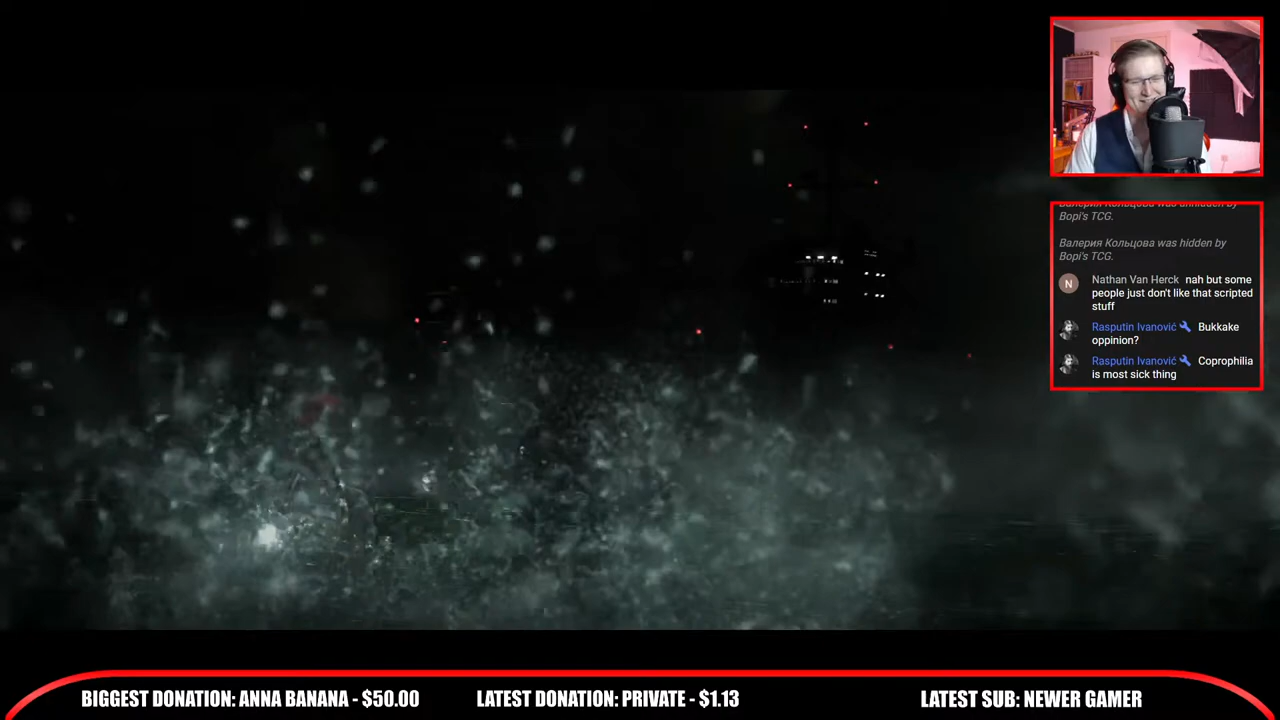 Валерия Кольцова was unhidden by
Bopi's TCG.
Валерия Кольцова was hidden by
Bopi's TCG.
N
Nathan Van Herck nah but some
people just don't like that scripted
stuff
Rasputin Ivanović Bukkake
oppinion?
Rasputin Ivanović Coprophilia
is most sick thing
BIGGEST DONATION: ANNA BANANA - $50.00
LATEST DONATION: PRIVATE - $1.13
LATEST SUB: NEWER GAMER